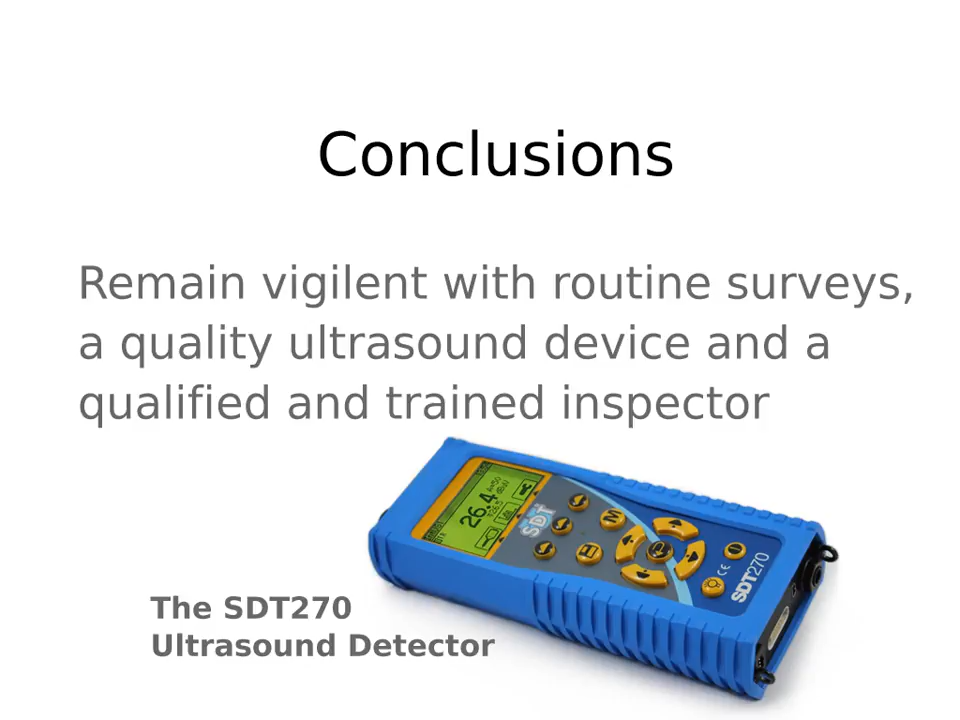 Conclusions
Remain vigilent with routine surveys,
a quality ultrasound device and a
qualified and trained inspector
26.4
SDT
M
CE
SDT270
The SDT270
Ultrasound Detector